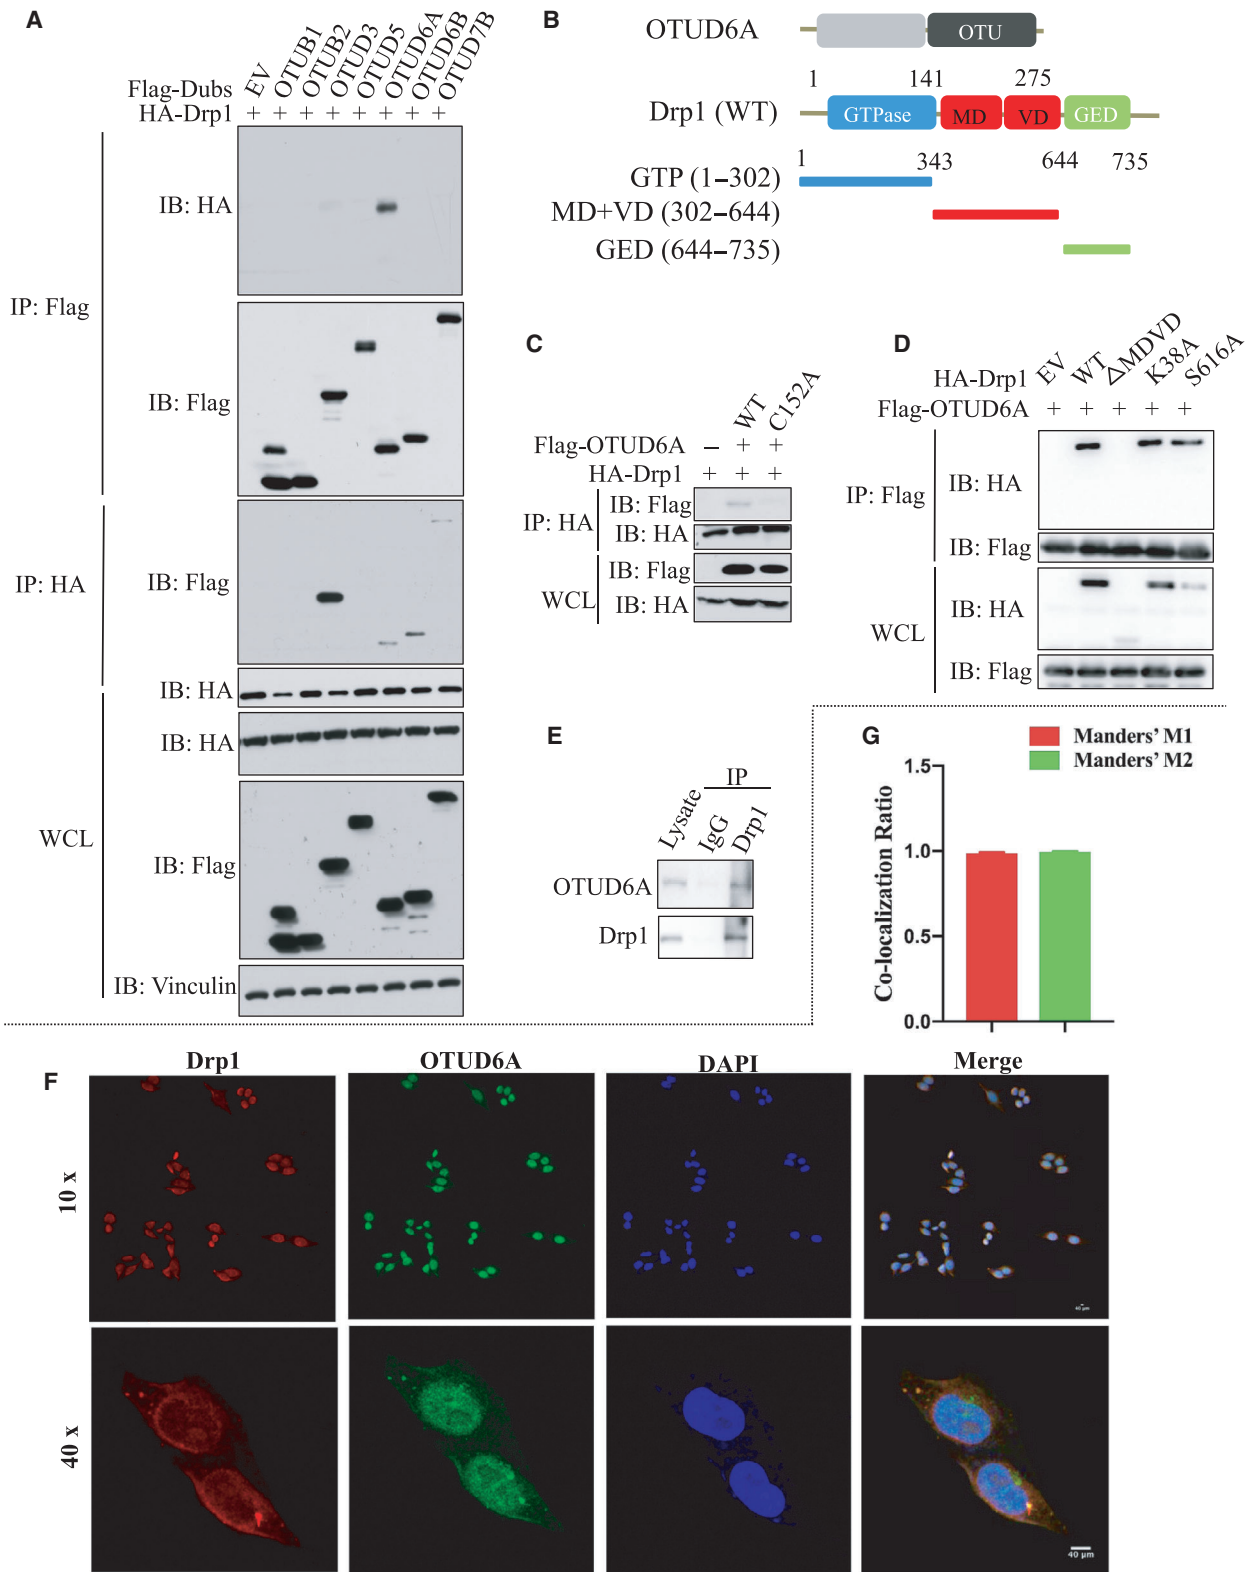 A
Flag-Dubs
EV
OTUB1
OTUB2
OTUD3
OTUD5
OTUD6A
OTUD6B
OTUD7B
HA-Drp1
+ + + + + + + +
IP: Flag
IB: HA
IB: Flag
IP: HA
IB: Flag
IB: HA
WCL
IB: HA
IB: Flag
IB: Vinculin
B
OTUD6A
OTU
1 141 275
Drp1 (WT)
GTPase MD VD GED
1 343 644 735
GTP (1–302)
MD+VD (302–644)
GED (644–735)
C
WT
C152A
Flag-OTUD6A – + +
HA-Drp1 + + +
IP: HA
IB: Flag
IB: HA
WCL
IB: Flag
IB: HA
D
HA-Drp1
EV
WT
ΔMDVD
K38A
S616A
Flag-OTUD6A + + + + +
IP: Flag
IB: HA
IB: Flag
WCL
IB: HA
IB: Flag
E
IP
Lysate
IgG
Drp1
OTUD6A
Drp1
G
Manders' M1
Manders' M2
Co-localization Ratio
1.5
1.0
0.5
0.0
F
Drp1 OTUD6A DAPI Merge
10 x
40 µm
40 x
40 µm